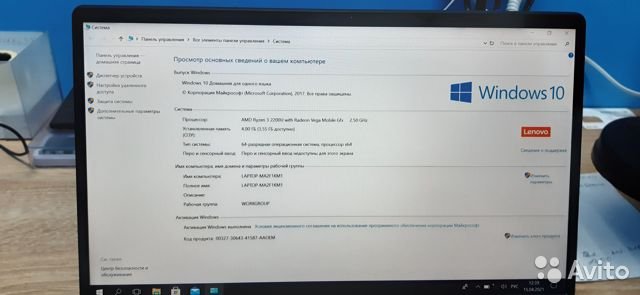 Система
Панель управления > Все элементы панели управления > Система
Поиск в панели управления
Панель управления - домашняя страница
Диспетчер устройств
Настройка удаленного доступа
Защита системы
Дополнительные параметры системы
Просмотр основных сведений о вашем компьютере
Выпуск Windows
Windows 10 Домашняя для одного языка
© Корпорация Майкрософт (Microsoft Corporation), 2017. Все права защищены.
Windows 10
Система
Процессор: AMD Ryzen 3 2200U with Radeon Vega Mobile Gfx 2.50 GHz
Установленная память (ОЗУ): 4,00 ГБ (3,55 ГБ доступно)
Тип системы: 64-разрядная операционная система, процессор x64
Перо и сенсорный ввод: Перо и сенсорный ввод недоступны для этого экрана
Lenovo
Сведения о поддержке
Имя компьютера, имя домена и параметры рабочей группы
Имя компьютера: LAPTOP-MA2F1KM1
Полное имя: LAPTOP-MA2F1KM1
Описание:
Рабочая группа: WORKGROUP
Изменить параметры
Активация Windows
Активация Windows выполнена Условия лицензионного соглашения на использование программного обеспечения корпорации Майкрософт
Код продукта: 00327-30643-41587-AAOEM
Изменить ключ продукта
См. также
Центр безопасности и обслуживания
РУС
12:39
15.04.2021
Avito